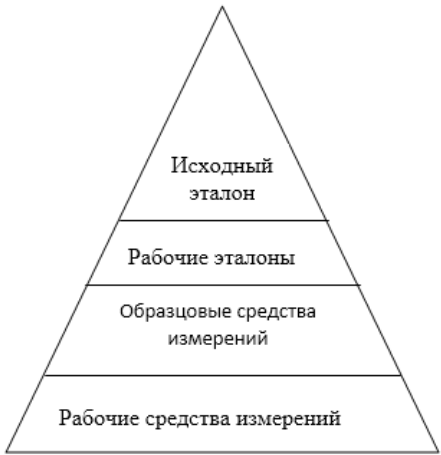 Исходный
эталон
Рабочие эталоны
Образцовые средства
измерений
Рабочие средства измерений